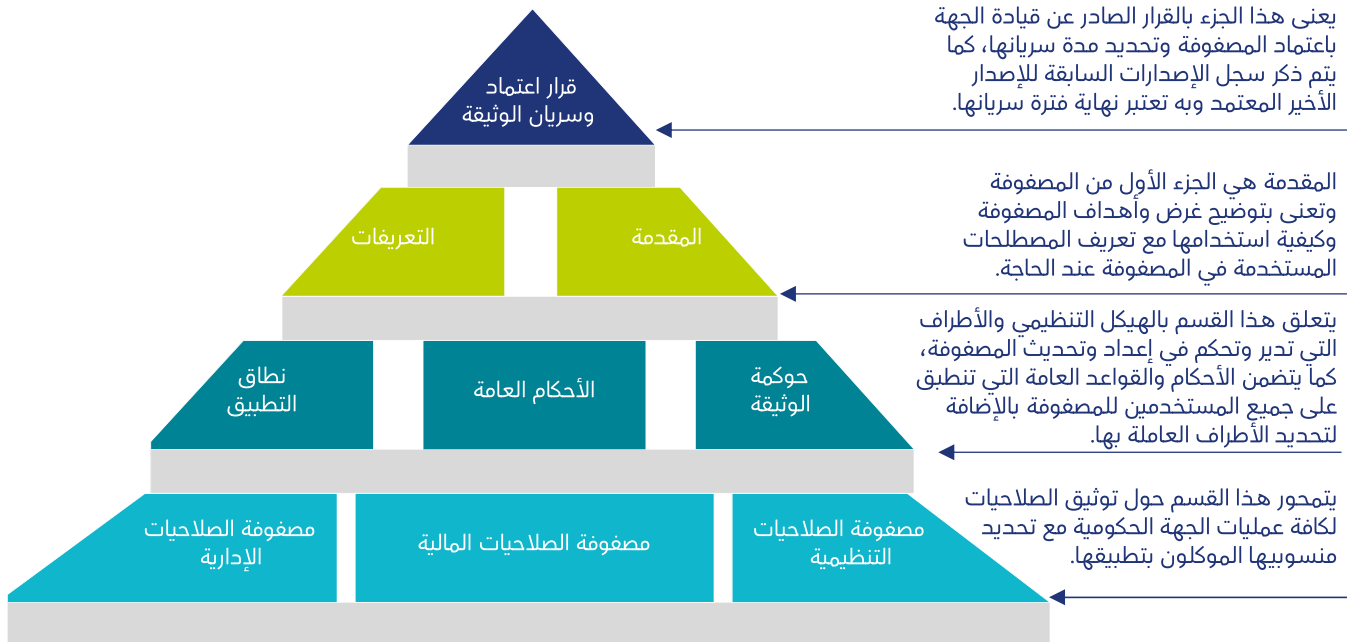 يعنى هذا الجزء بالقرار الصادر عن قيادة الجهة
باعتماد المصفوفة وتحديد مدة سريانها، كما
يتم ذكر سجل الإصدارات السابقة للإصدار
الأخير المعتمد وبه تعتبر نهاية فترة سريانها.
قرار اعتماد
وسريان الوثيقة
المقدمة هي الجزء الأول من المصفوفة
وتعنى بتوضيح غرض وأهداف المصفوفة
وكيفية استخدامها مع تعريف المصطلحات
المستخدمة في المصفوفة عند الحاجة.
المقدمة
التعريفات
يتعلق هذا القسم بالهيكل التنظيمي والأطراف
التي تدير وتحكم في إعداد وتحديث المصفوفة،
كما يتضمن الأحكام والقواعد العامة التي تنطبق
على جميع المستخدمين للمصفوفة بالإضافة
لتحديد الأطراف العاملة بها.
حوكمة
الوثيقة
الأحكام العامة
نطاق
التطبيق
يتمحور هذا القسم حول توثيق الصلاحيات
لكافة عمليات الجهة الحكومية مع تحديد
منسوبيها الموكلون بتطبيقها.
مصفوفة الصلاحيات
التنظيمية
مصفوفة الصلاحيات المالية
مصفوفة الصلاحيات
الإدارية